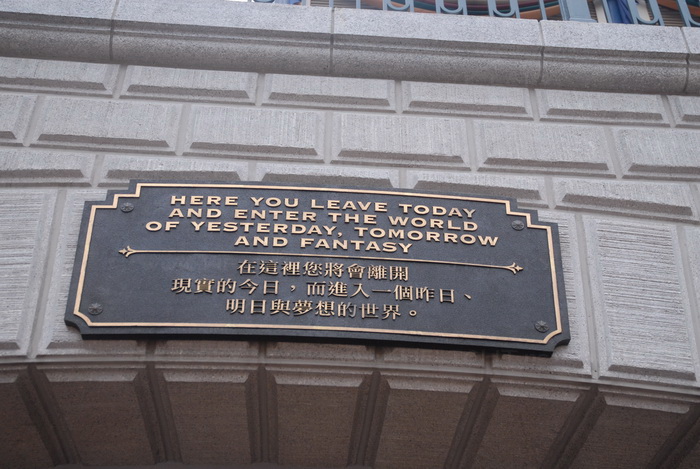 HERE YOU LEAVE TODAY
AND ENTER THE WORLD
OF YESTERDAY, TOMORROW
AND FANTASY
在這裡您將會離開
現實的今日，而進入一個昨日、
明日與夢想的世界。